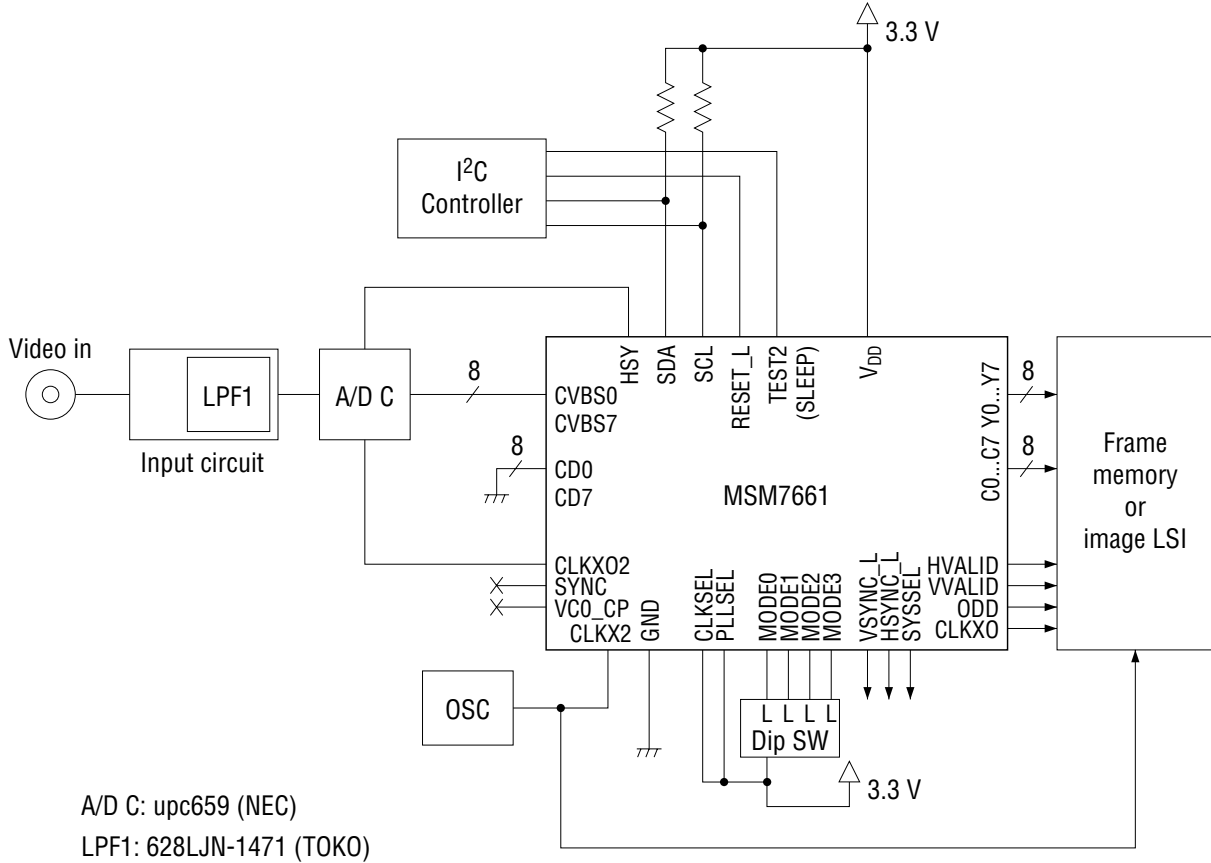 3.3 V
I²C
Controller
Video in
LPF1
Input circuit
A/D C
8
8
HSY
SDA
SCL
RESET_L
TEST2
(SLEEP)
VDD
CVBS0
CVBS7
CD0
CD7
MSM7661
Y0...Y7
C0...C7
8
8
Frame
memory
or
image LSI
CLKXO2
SYNC
VC0_CP
CLKX2
GND
CLKSEL
PLLSEL
MODE0
MODE1
MODE2
MODE3
VSYNC_L
HSYNC_L
SYSSEL
HVALID
VVALID
ODD
CLKXO
OSC
L L L L
Dip SW
3.3 V
A/D C: upc659 (NEC)
LPF1: 628LJN-1471 (TOKO)